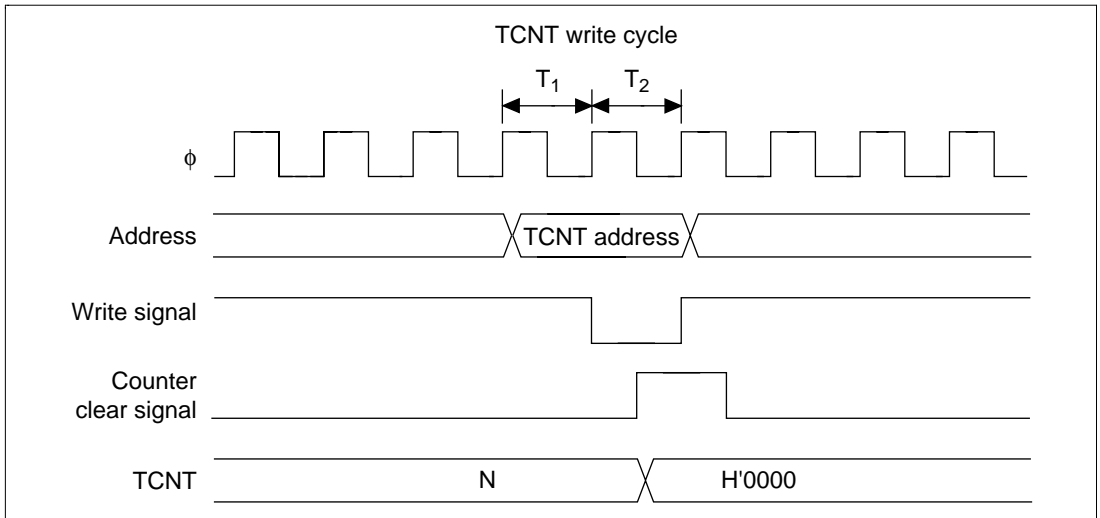 TCNT write cycle
T1 T2
ϕ
Address
TCNT address
Write signal
Counter
clear signal
TCNT
N
H'0000